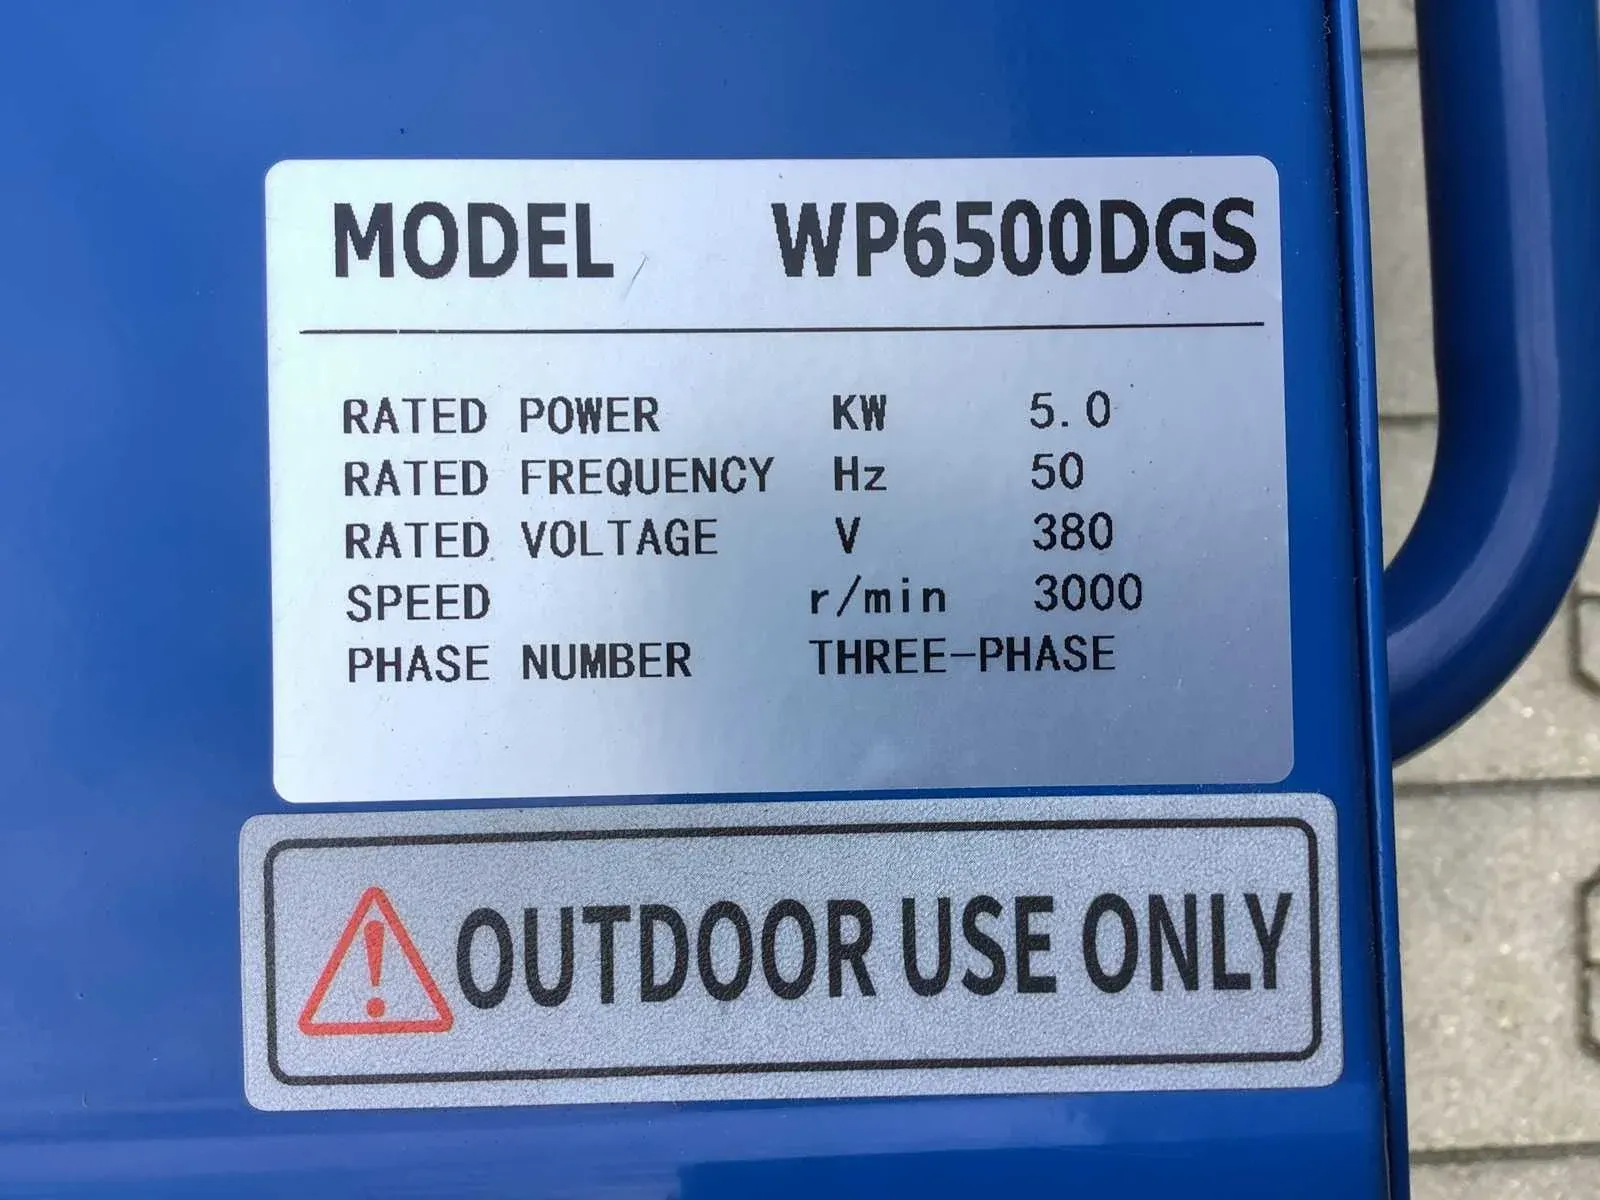 MODEL WP6500DGS
RATED POWER KW 5.0
RATED FREQUENCY Hz 50
RATED VOLTAGE V 380
SPEED r/min 3000
PHASE NUMBER THREE-PHASE
OUTDOOR USE ONLY